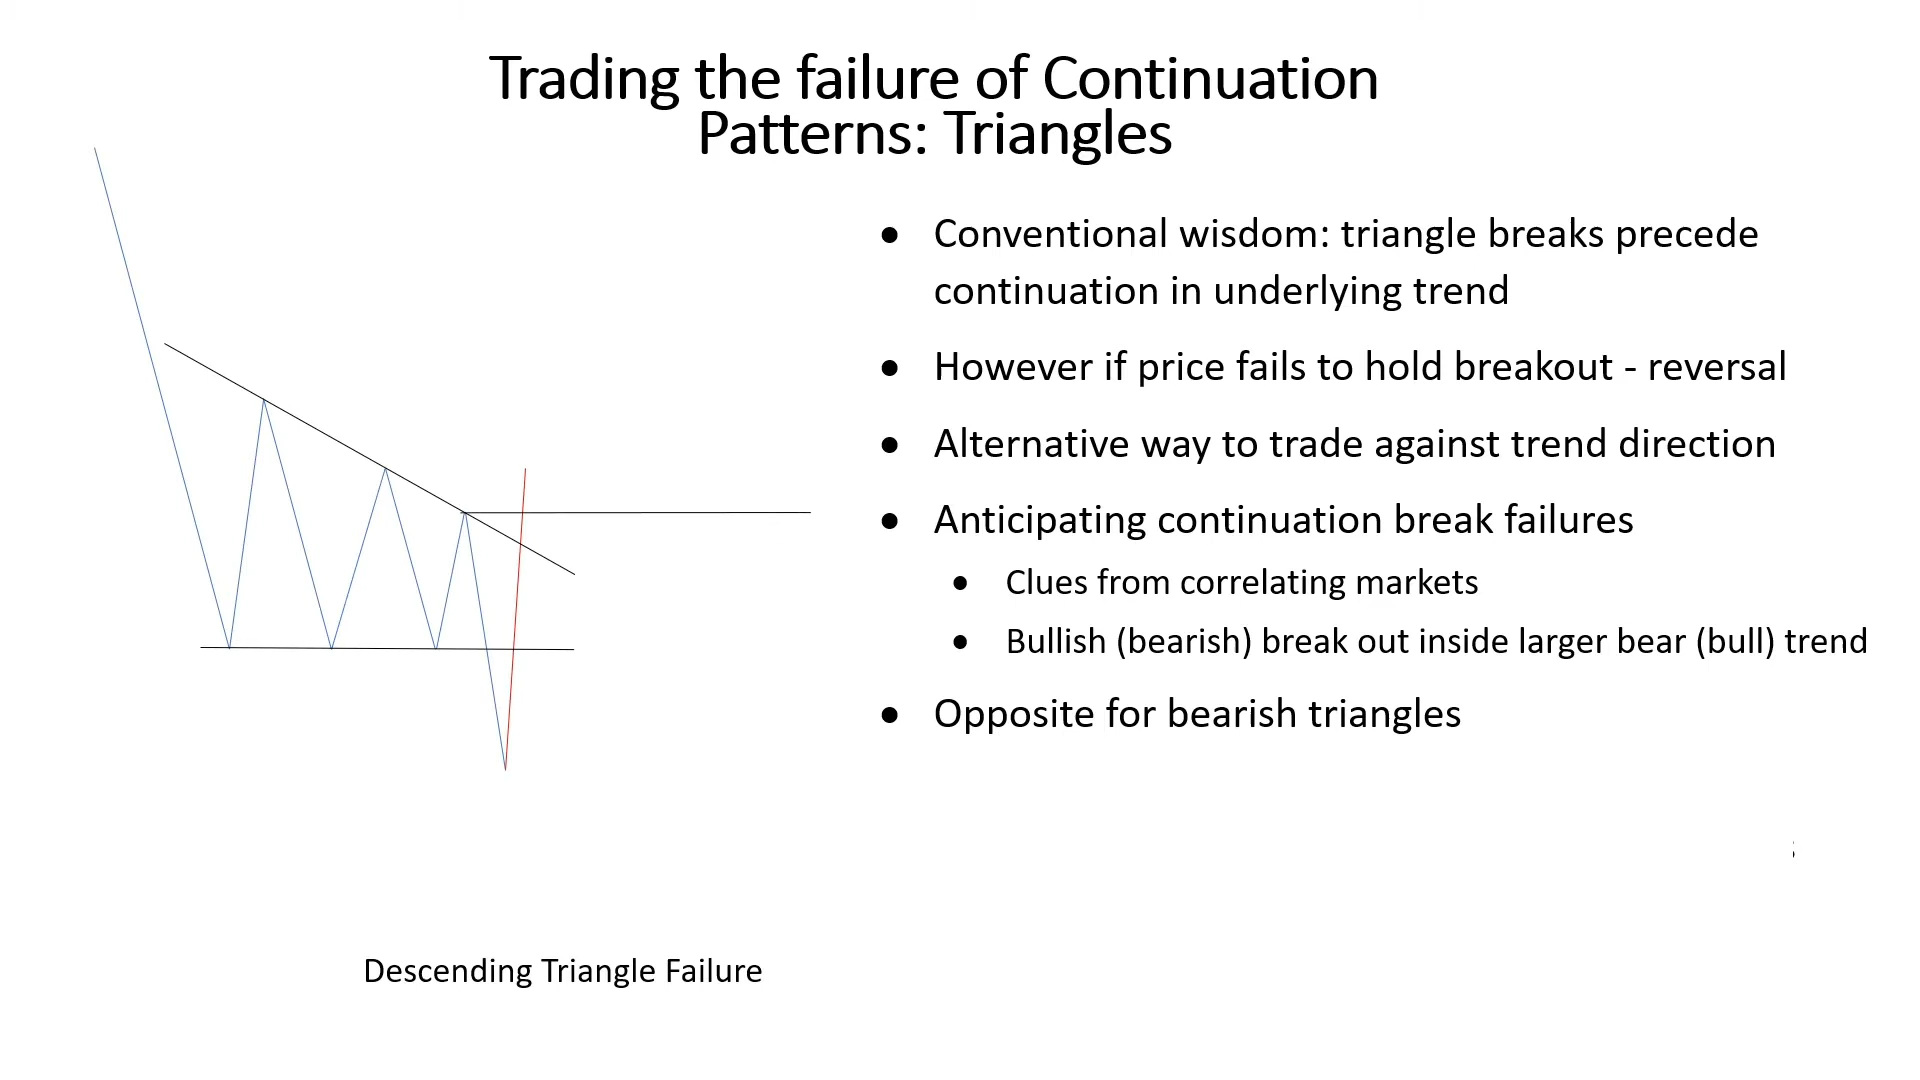 Trading the failure of Continuation
Patterns: Triangles
● Conventional wisdom: triangle breaks precede
continuation in underlying trend
● However if price fails to hold breakout - reversal
● Alternative way to trade against trend direction
● Anticipating continuation break failures
● Clues from correlating markets
● Bullish (bearish) break out inside larger bear (bull) trend
● Opposite for bearish triangles
Descending Triangle Failure